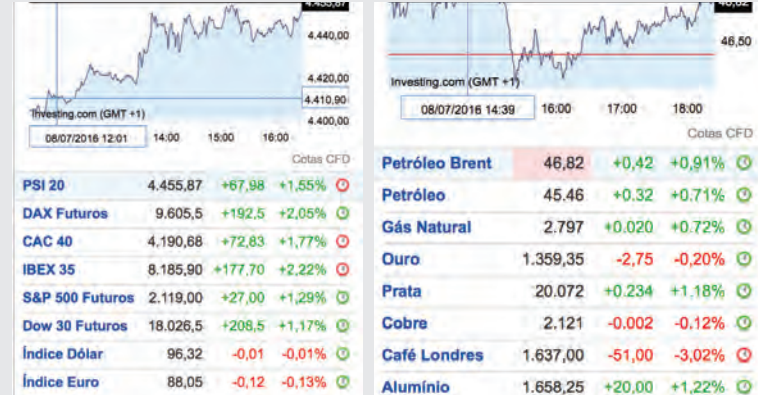 4.455,87
4.440,00
4.420,00
4.410,90
4.400,00
Investing.com (GMT +1)
08/07/2016 12:01 14:00 15:00 16:00
Cotas CFD
PSI 20 4.455,87 +67,98 +1,55%
DAX Futuros 9.605,5 +192,5 +2,05%
CAC 40 4.190,68 +72,83 +1,77%
IBEX 35 8.185,90 +177,70 +2,22%
S&P 500 Futuros 2.119,00 +27,00 +1,29%
Dow 30 Futuros 18.026,5 +208,5 +1,17%
Índice Dólar 96,32 -0,01 -0,01%
Índice Euro 88,05 -0,12 -0,13%
46,82
46,50
Investing.com (GMT +1)
08/07/2016 14:39 16:00 17:00 18:00
Cotas CFD
Petróleo Brent 46,82 +0,42 +0,91%
Petróleo 45.46 +0.32 +0.71%
Gás Natural 2.797 +0.020 +0.72%
Ouro 1.359,35 -2,75 -0,20%
Prata 20.072 +0.234 +1.18%
Cobre 2.121 -0.002 -0.12%
Café Londres 1.637,00 -51,00 -3,02%
Alumínio 1.658,25 +20,00 +1,22%